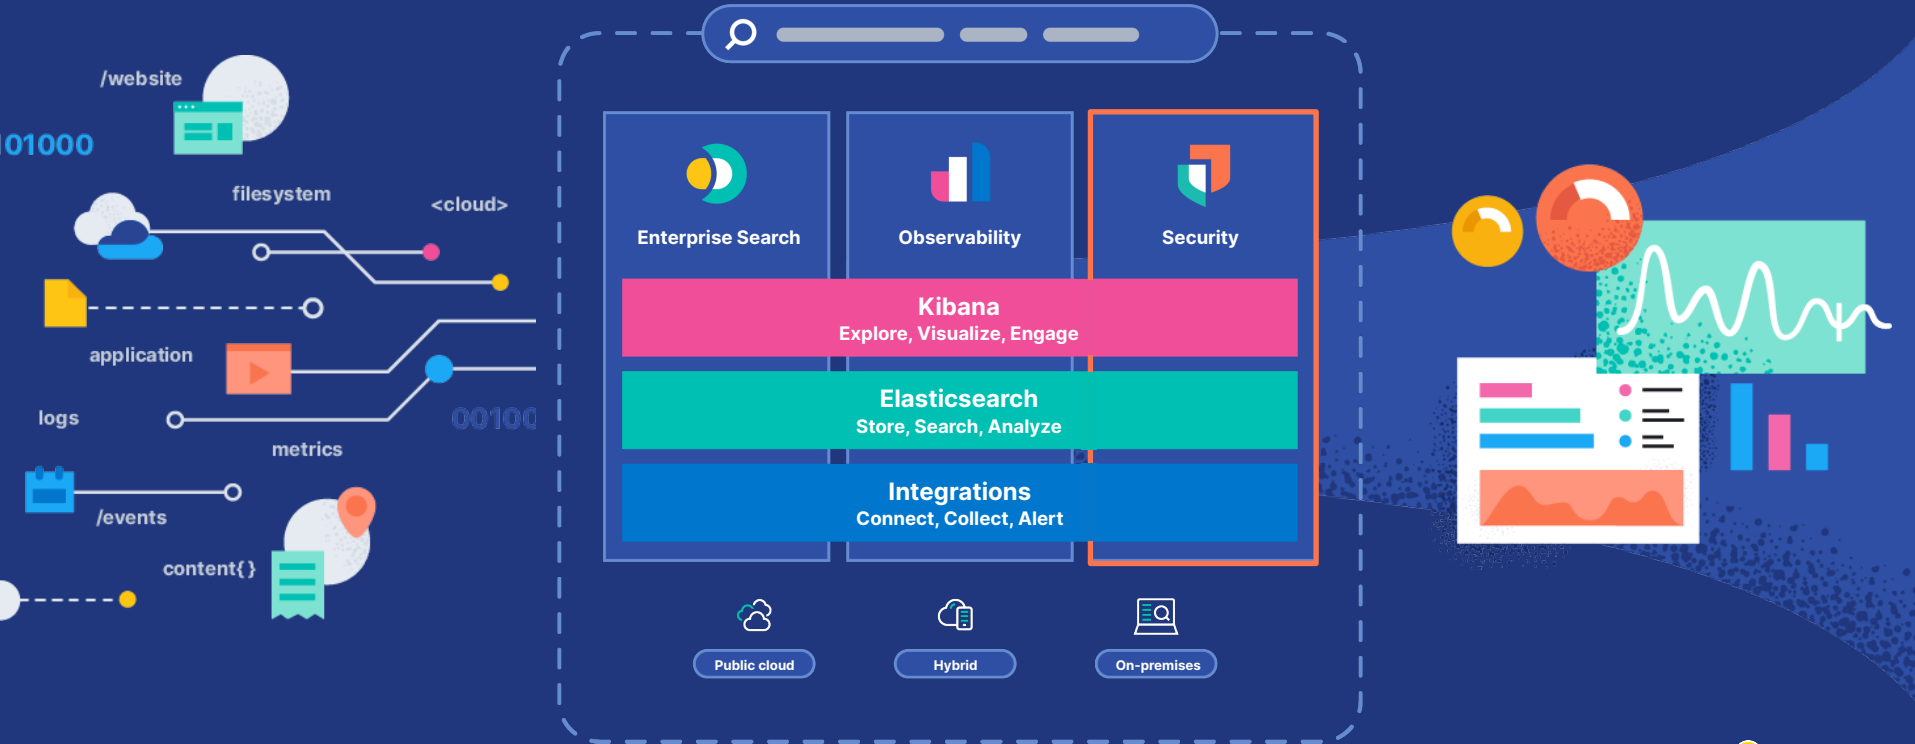 /website
101000
filesystem
<cloud>
application
logs
00100
metrics
/events
content{}
Enterprise Search
Observability
Security
Kibana
Explore, Visualize, Engage
Elasticsearch
Store, Search, Analyze
Integrations
Connect, Collect, Alert
Public cloud
Hybrid
On-premises